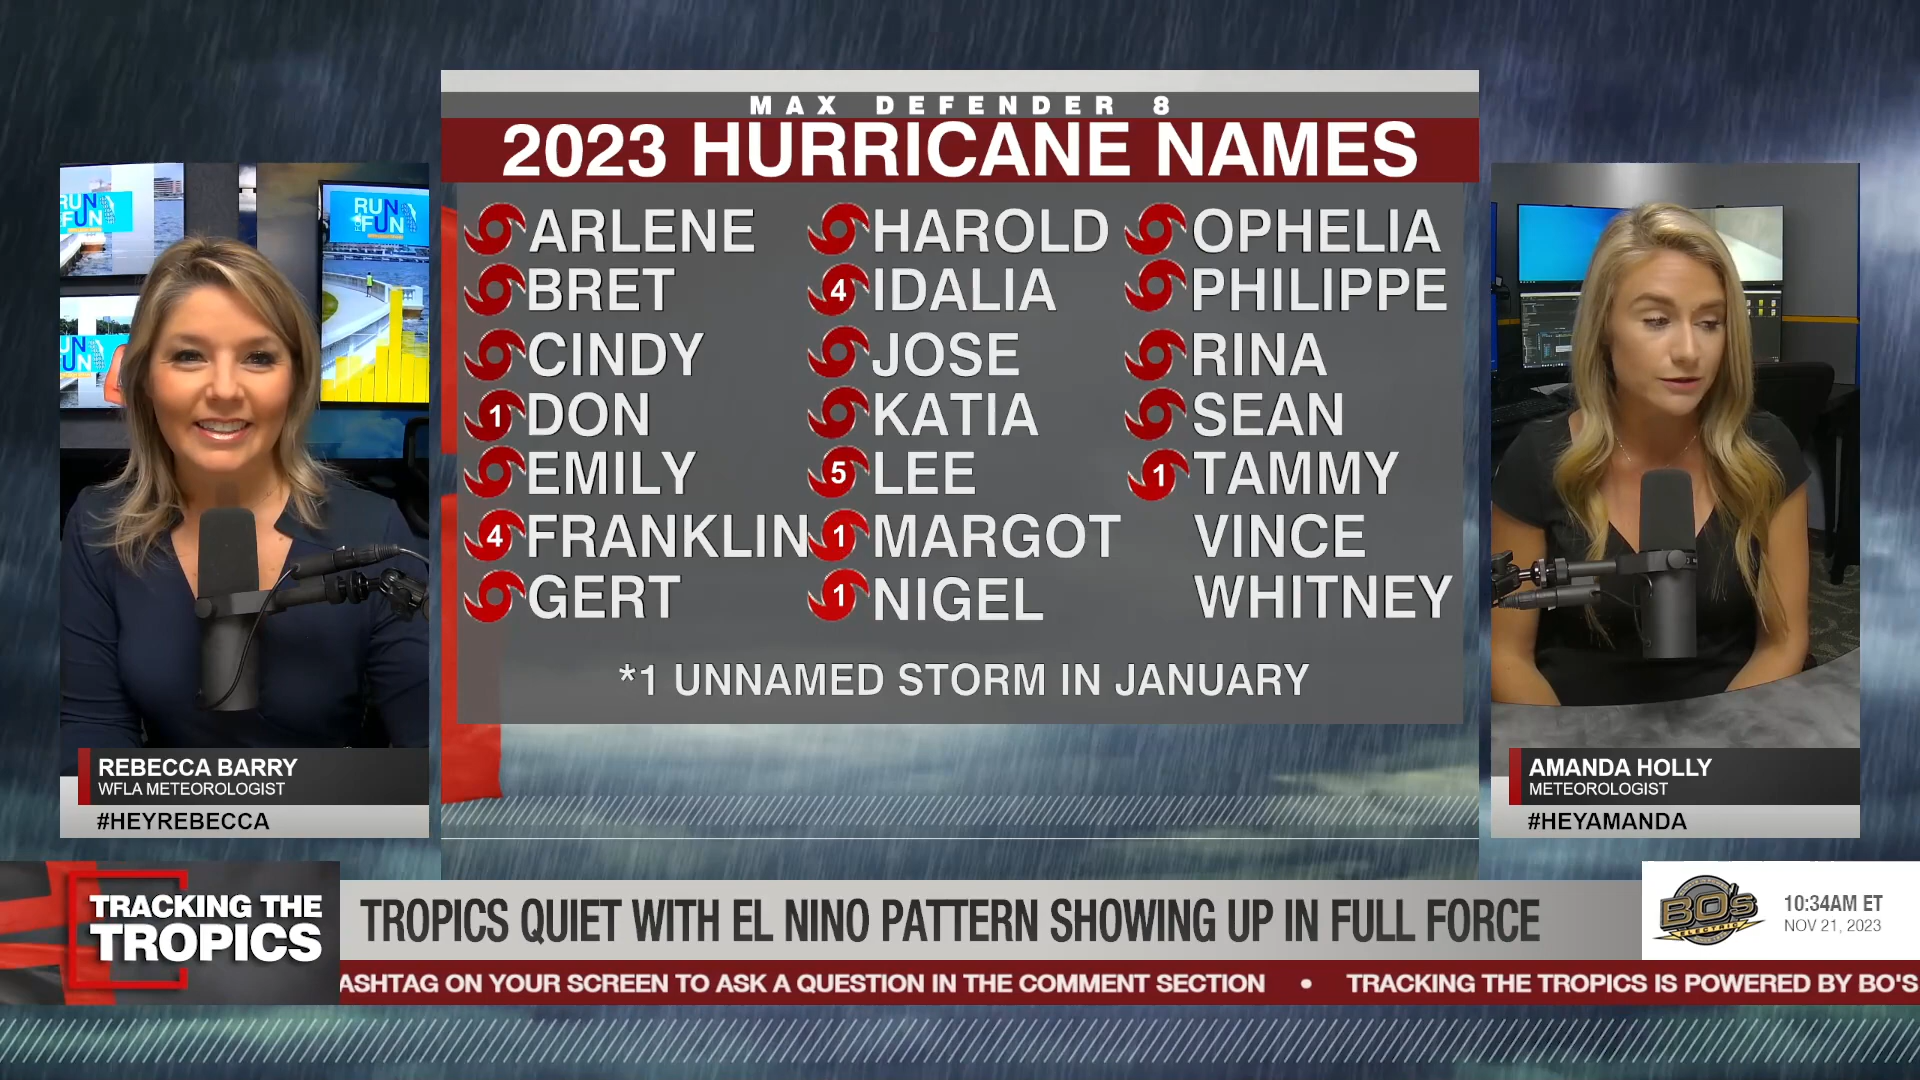 MAX DEFENDER 8
2023 HURRICANE NAMES
ARLENE
BRET
CINDY
1 DON
EMILY
4 FRANKLIN
GERT
HAROLD
4 IDALIA
JOSE
KATIA
5 LEE
1 MARGOT
1 NIGEL
OPHELIA
PHILIPPE
RINA
SEAN
1 TAMMY
VINCE
WHITNEY
*1 UNNAMED STORM IN JANUARY
RUN
FUN
RUN
FUN
REBECCA BARRY
WFLA METEOROLOGIST
#HEYREBECCA
AMANDA HOLLY
METEOROLOGIST
#HEYAMANDA
TRACKING THE
TROPICS
TROPICS QUIET WITH EL NINO PATTERN SHOWING UP IN FULL FORCE
BO's
ELECTRIC
10:34AM ET
NOV 21, 2023
ASHTAG ON YOUR SCREEN TO ASK A QUESTION IN THE COMMENT SECTION • TRACKING THE TROPICS IS POWERED BY BO'S